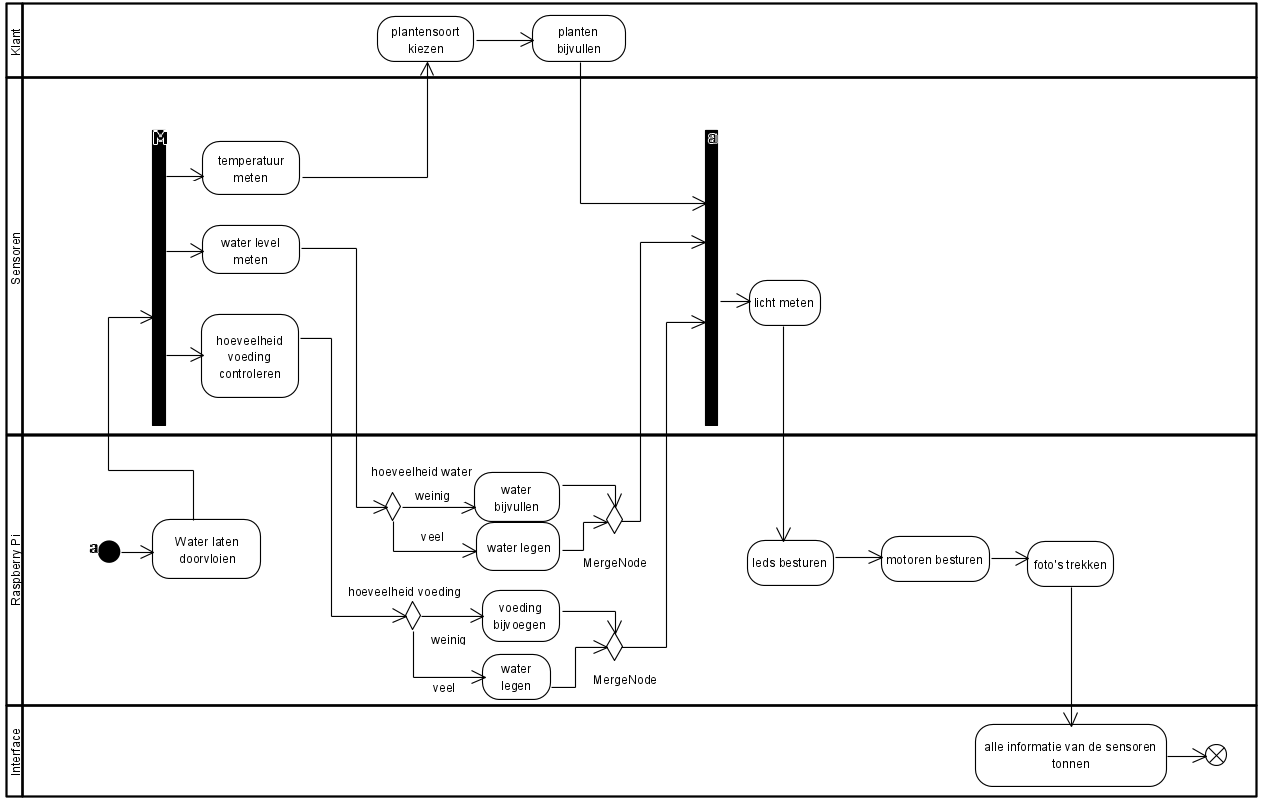 Klant
plantensoort
kiezen
planten
bijvullen
Sensoren
M
a
temperatuur
meten
water level
meten
hoeveelheid
voeding
controleren
licht meten
Raspberry Pi
a
Water laten
doorvloien
hoeveelheid water
weinig
water
bijvullen
veel
water legen
MergeNode
hoeveelheid voeding
weinig
voeding
bijvoegen
veel
water
legen
MergeNode
leds besturen
motoren besturen
foto's trekken
Interface
alle informatie van de sensoren
tonnen